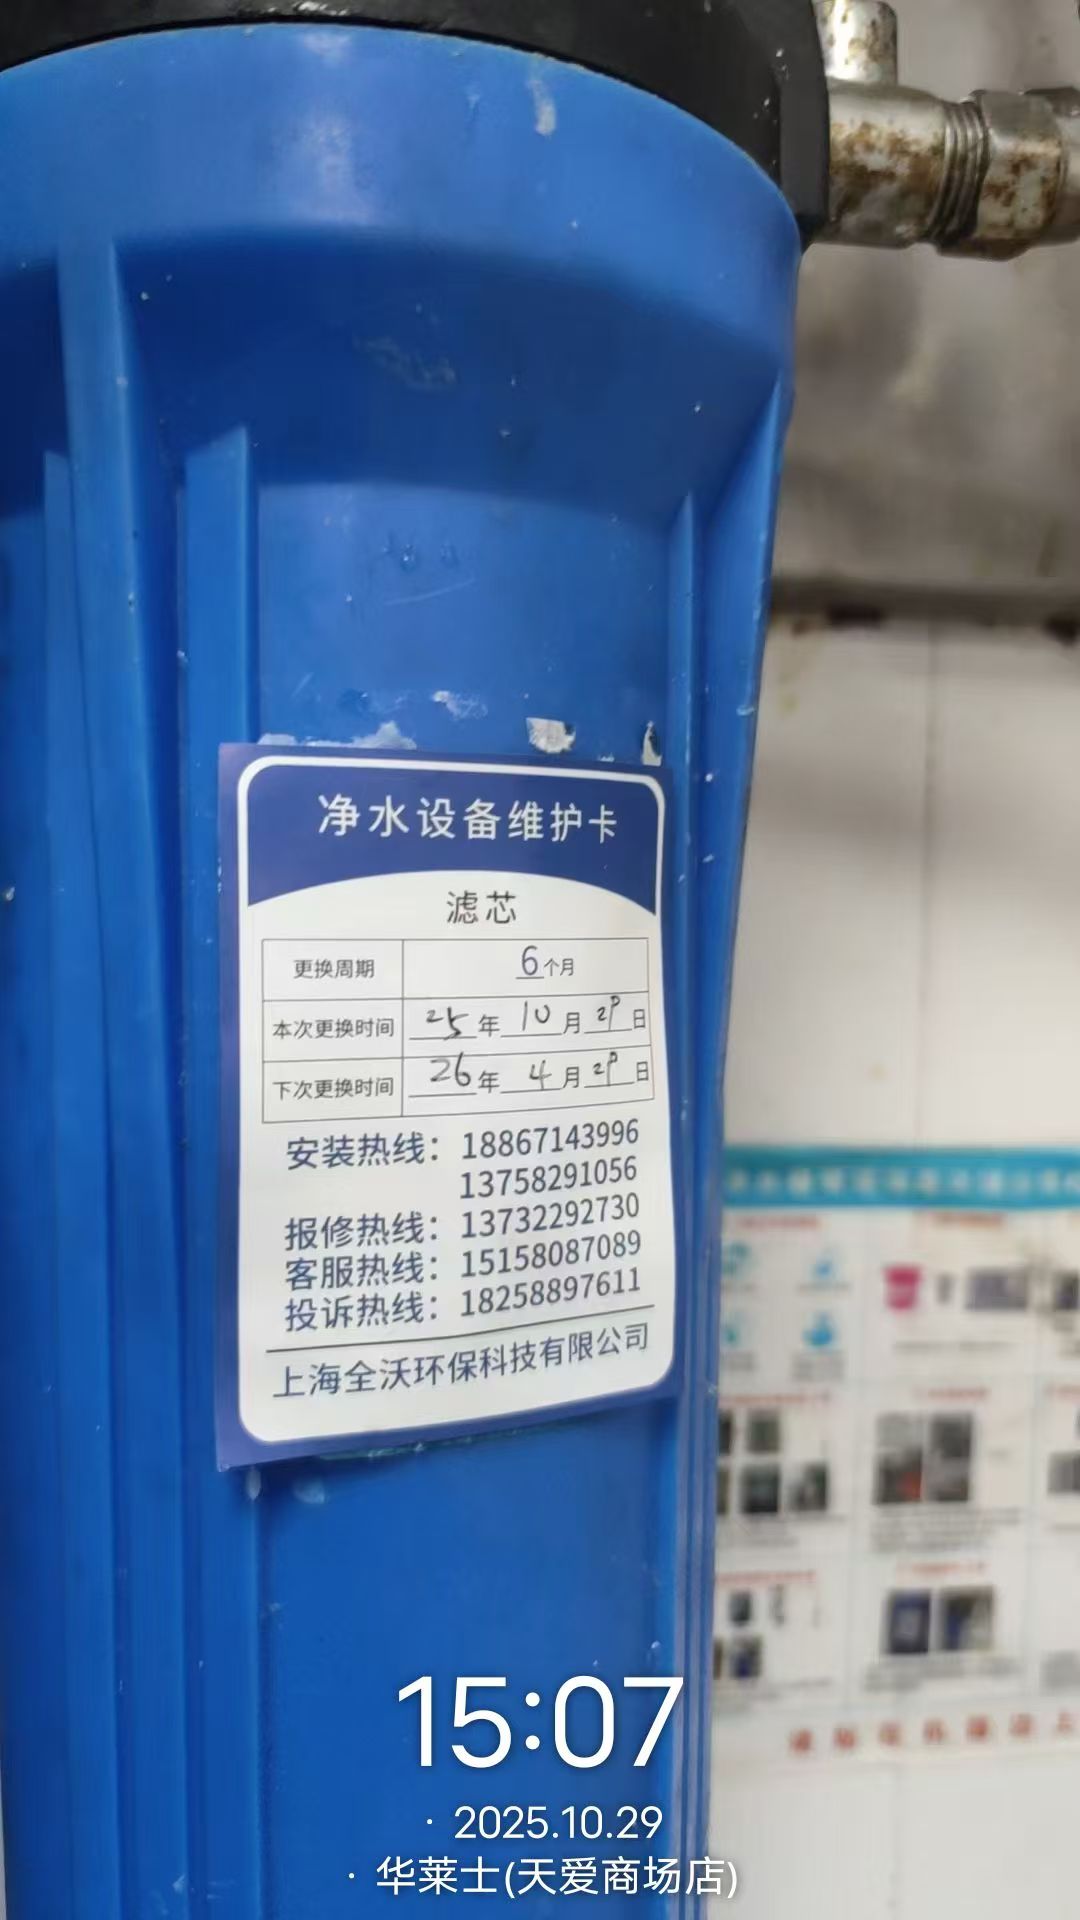 净水设备维护卡
滤芯
更换周期 6个月
本次更换时间 25年10月29日
下次更换时间 26年4月29日
安装热线：18867143996
13758291056
报修热线：13732292730
客服热线：15158087089
投诉热线：18258897611
上海全沃环保科技有限公司
15:07
· 2025.10.29
· 华莱士(天爱商场店)